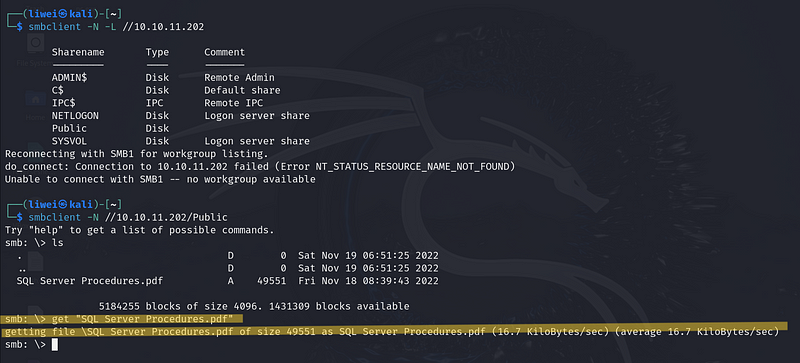 ┌──(liwei㉿kali)-[~]
└─$ smbclient -N -L //10.10.11.202
Sharename Type Comment
--------- ---- -------
ADMIN$ Disk Remote Admin
C$ Disk Default share
IPC$ IPC Remote IPC
NETLOGON Disk Logon server share
Public Disk
SYSVOL Disk Logon server share
Reconnecting with SMB1 for workgroup listing.
do_connect: Connection to 10.10.11.202 failed (Error NT_STATUS_RESOURCE_NAME_NOT_FOUND)
Unable to connect with SMB1 -- no workgroup available
┌──(liwei㉿kali)-[~]
└─$ smbclient -N //10.10.11.202/Public
Try "help" to get a list of possible commands.
smb: \> ls
. D 0 Sat Nov 19 06:51:25 2022
.. D 0 Sat Nov 19 06:51:25 2022
SQL Server Procedures.pdf A 49551 Fri Nov 18 08:39:43 2022
5184255 blocks of size 4096. 1431309 blocks available
smb: \> get "SQL Server Procedures.pdf"
getting file \SQL Server Procedures.pdf of size 49551 as SQL Server Procedures.pdf (16.7 KiloBytes/sec) (average 16.7 KiloBytes/sec)
smb: \>